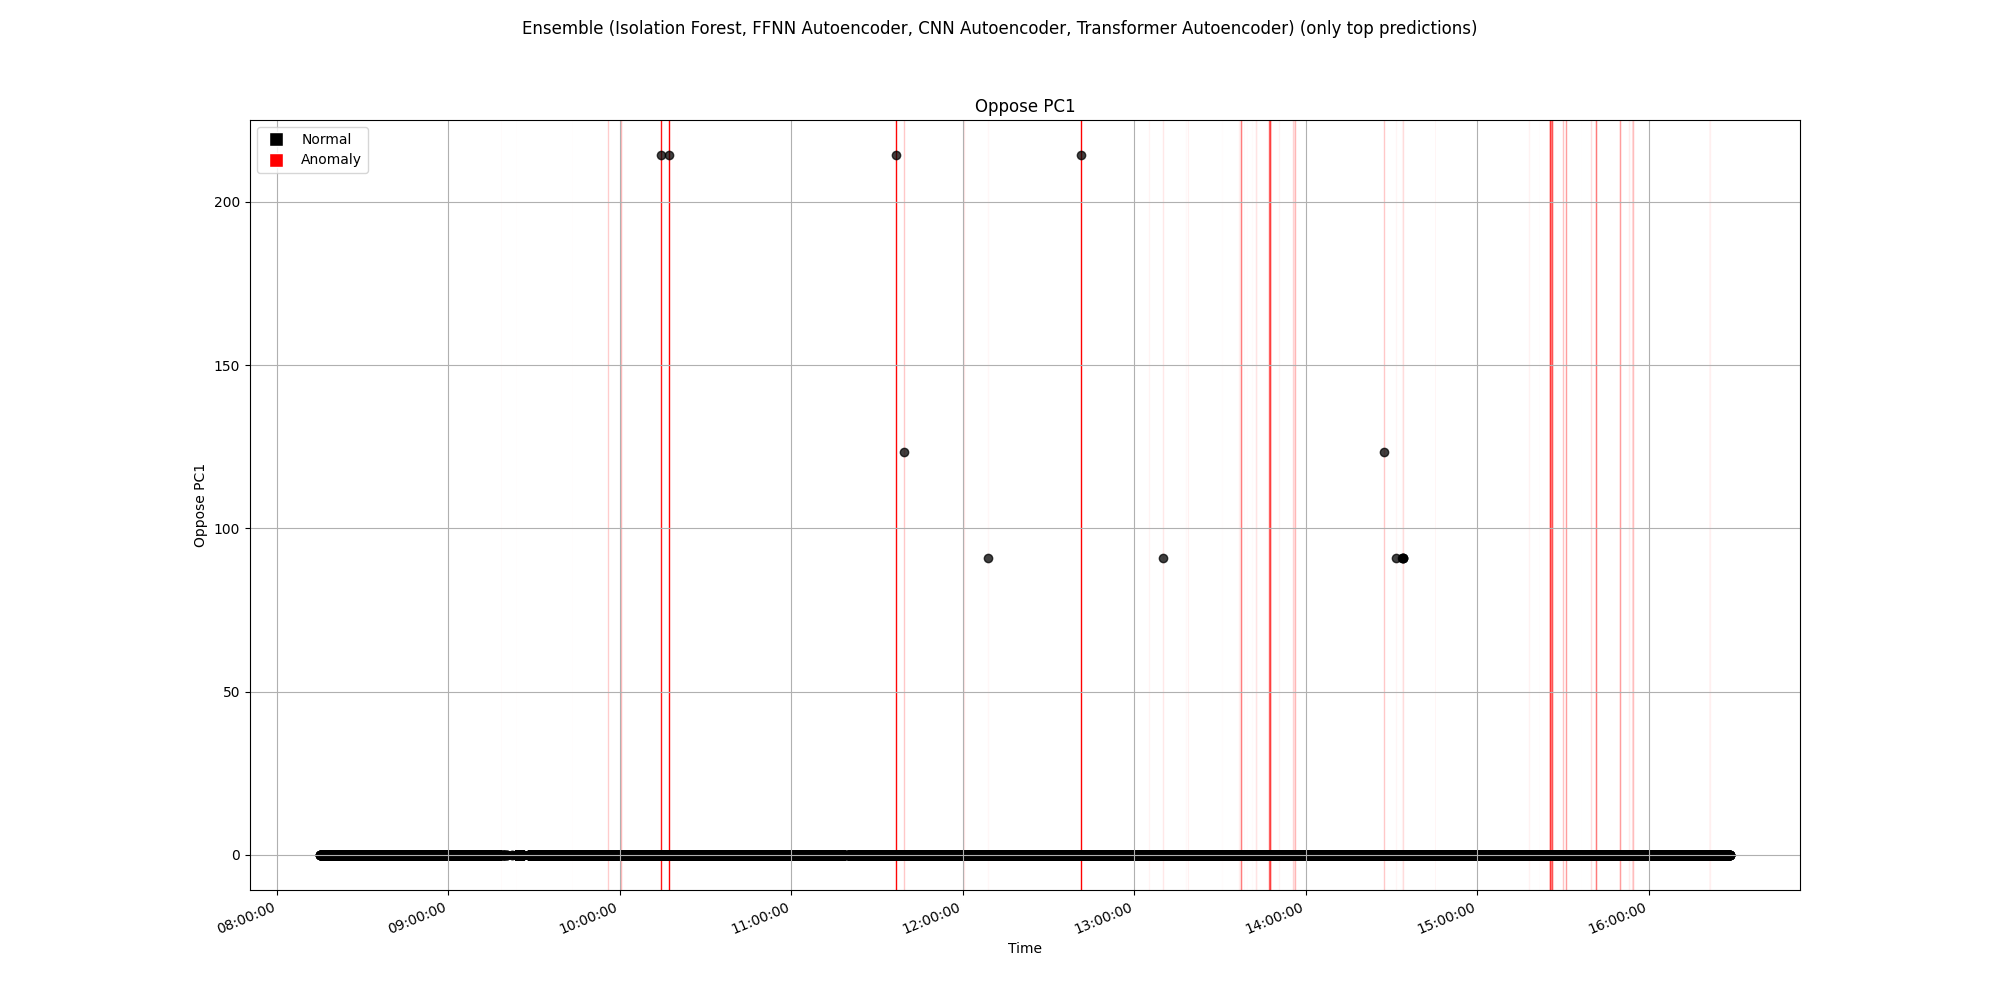 Ensemble (Isolation Forest, FFNN Autoencoder, CNN Autoencoder, Transformer Autoencoder) (only top predictions)
Oppose PC1
Normal
Anomaly
200
150
100
50
0
Oppose PC1
08:00:00
09:00:00
10:00:00
11:00:00
12:00:00
13:00:00
14:00:00
15:00:00
16:00:00
Time